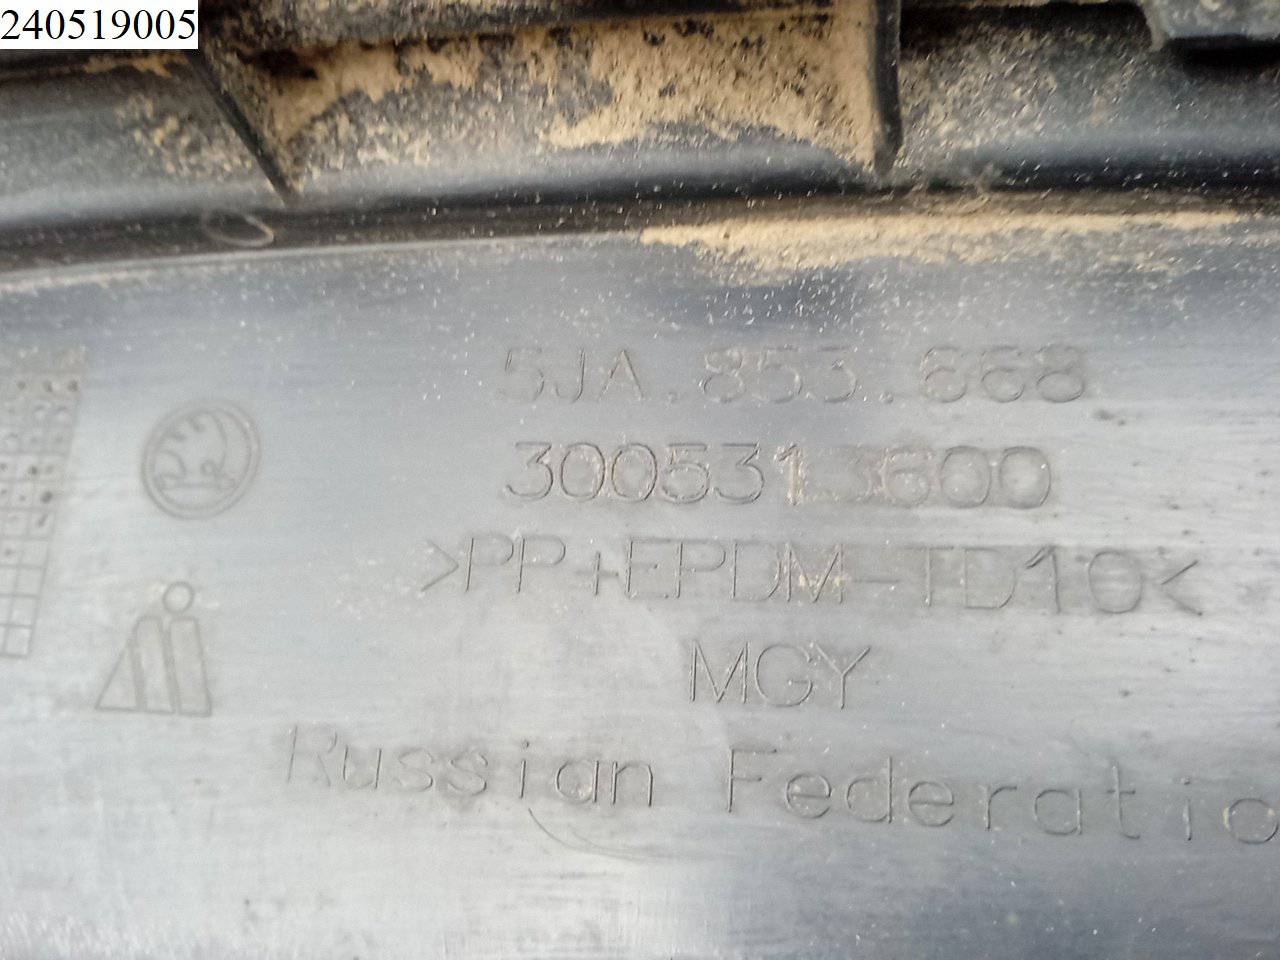 240519005
5JA.853.668
3005313600
>PP+EPDM-TD10<
MGY
Russian Federatio